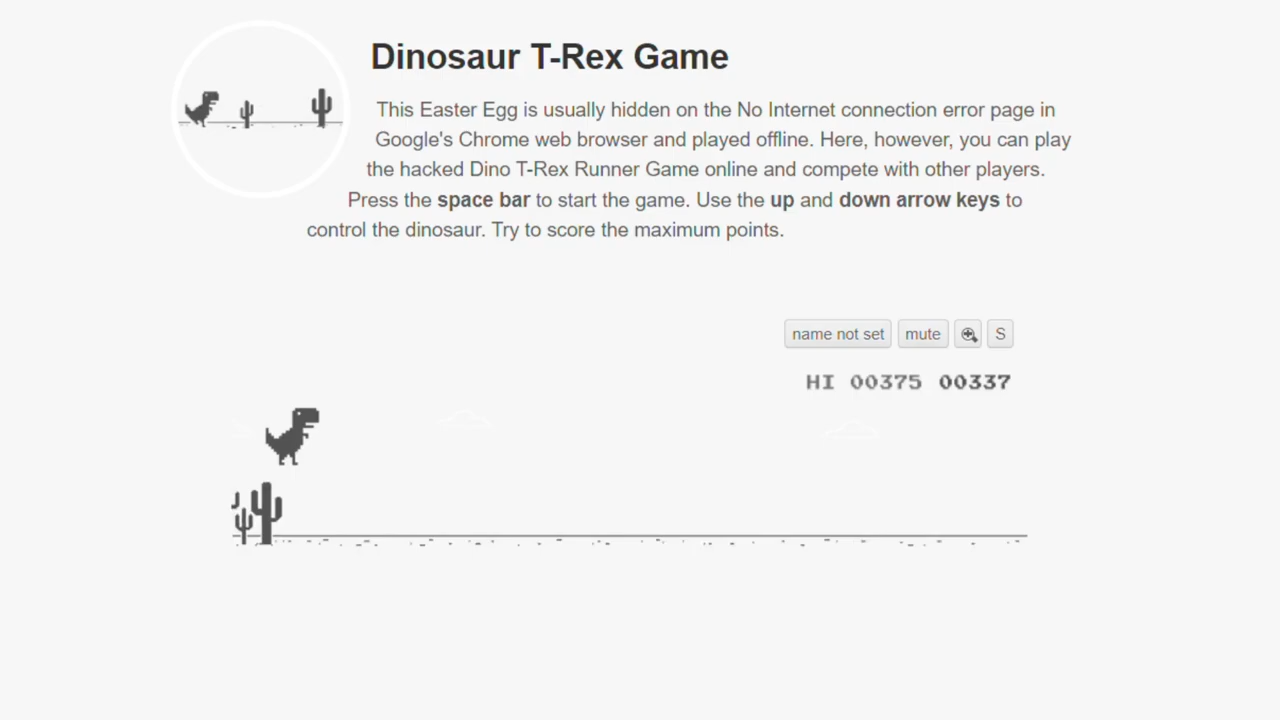 Dinosaur T-Rex Game
This Easter Egg is usually hidden on the No Internet connection error page in
Google's Chrome web browser and played offline. Here, however, you can play
the hacked Dino T-Rex Runner Game online and compete with other players.
Press the space bar to start the game. Use the up and down arrow keys to
control the dinosaur. Try to score the maximum points.
name not set mute S
HI 00375 00337